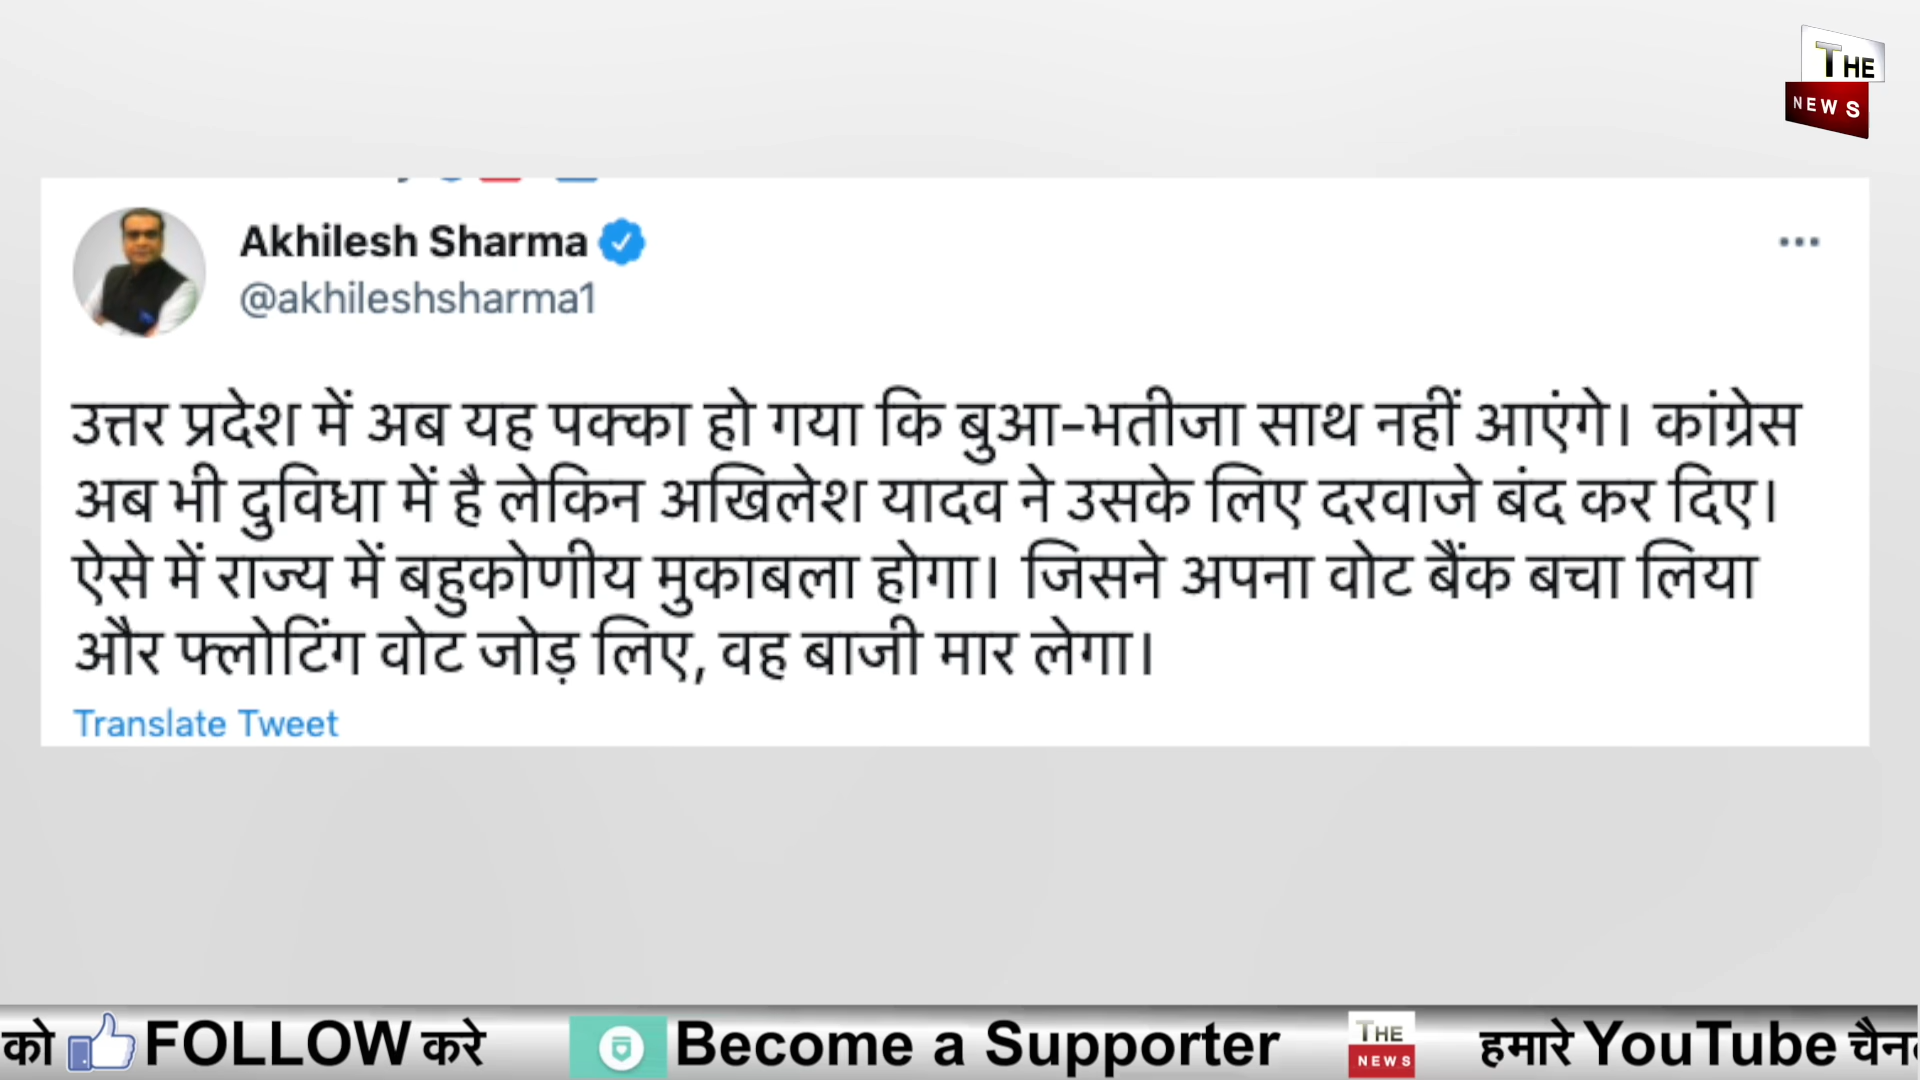 THE
NEWS
Akhilesh Sharma
@akhileshsharma1
उत्तर प्रदेश में अब यह पक्का हो गया कि बुआ-भतीजा साथ नहीं आएंगे। कांग्रेस
अब भी दुविधा में है लेकिन अखिलेश यादव ने उसके लिए दरवाजे बंद कर दिए।
ऐसे में राज्य में बहुकोणीय मुकाबला होगा। जिसने अपना वोट बैंक बचा लिया
और फ्लोटिंग वोट जोड़ लिए, वह बाजी मार लेगा।
Translate Tweet
को FOLLOW करे Become a Supporter THE NEWS हमारे YouTube